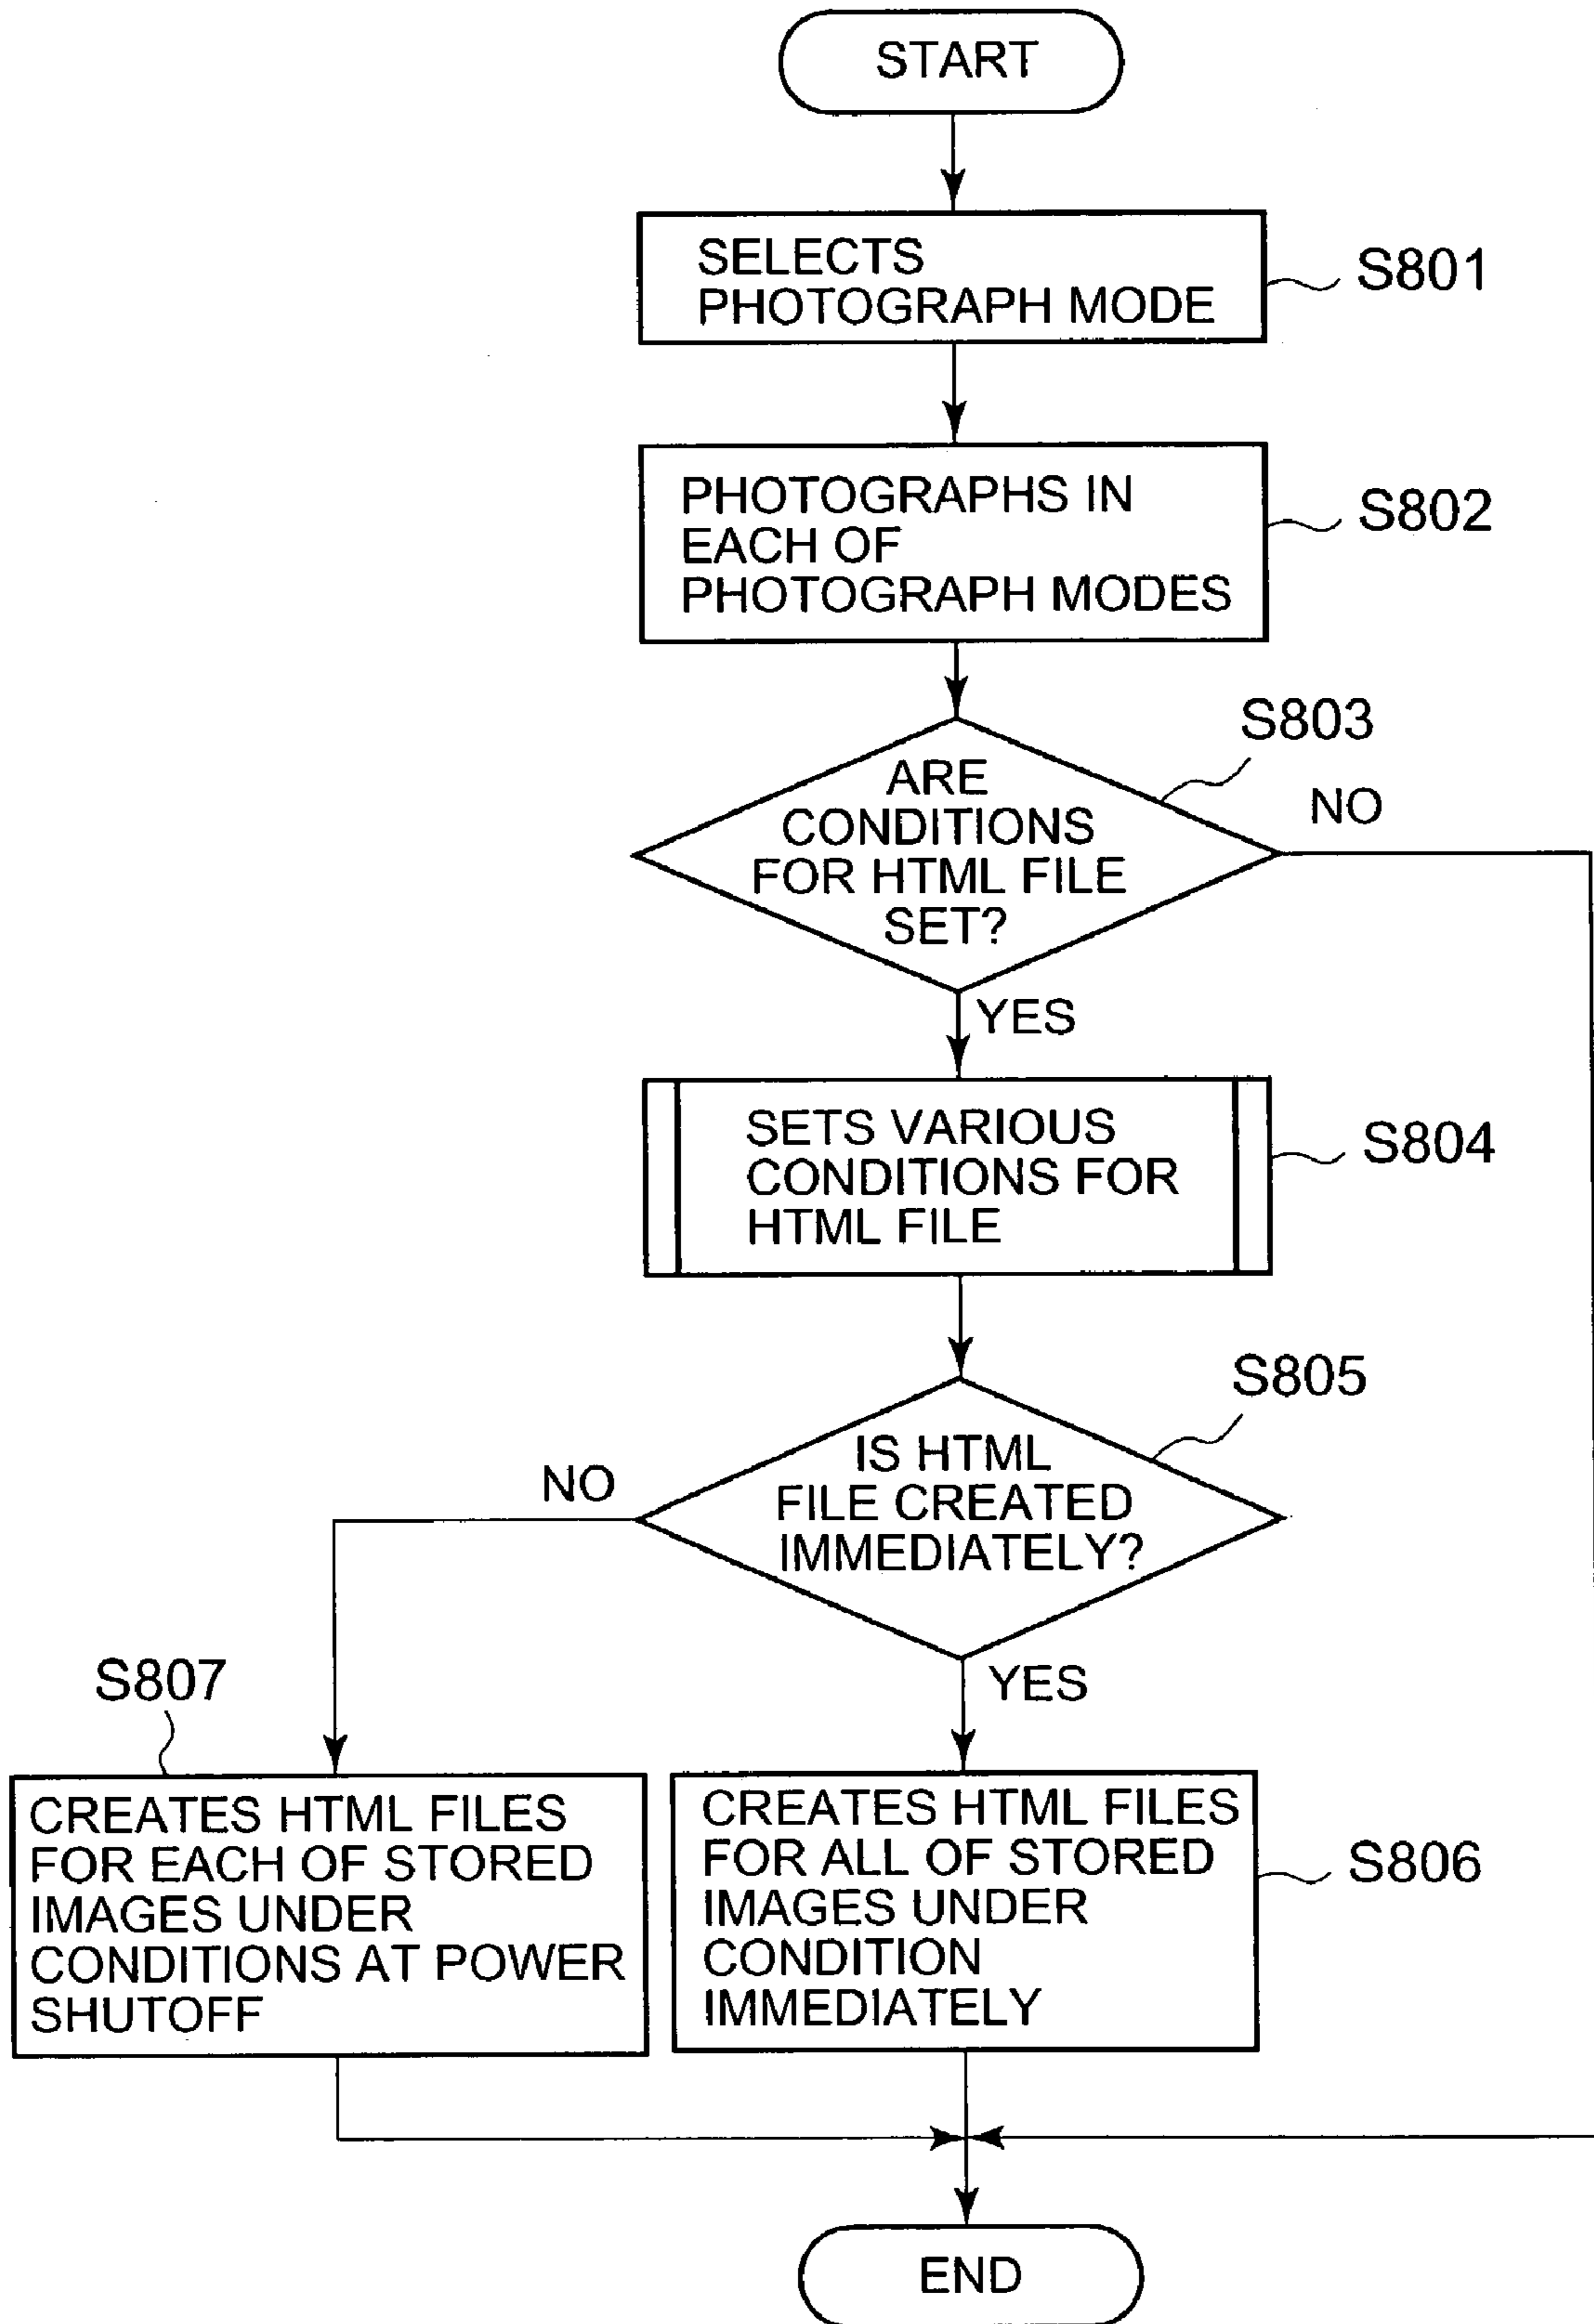 START
SELECTS
PHOTOGRAPH MODE
S801
PHOTOGRAPHS IN
EACH OF
PHOTOGRAPH MODES
S802
S803
ARE
CONDITIONS
FOR HTML FILE
SET?
NO
YES
SETS VARIOUS
CONDITIONS FOR
HTML FILE
S804
S805
IS HTML
FILE CREATED
IMMEDIATELY?
NO
YES
S807
CREATES HTML FILES
FOR EACH OF STORED
IMAGES UNDER
CONDITIONS AT POWER
SHUTOFF
CREATES HTML FILES
FOR ALL OF STORED
IMAGES UNDER
CONDITION
IMMEDIATELY
S806
END